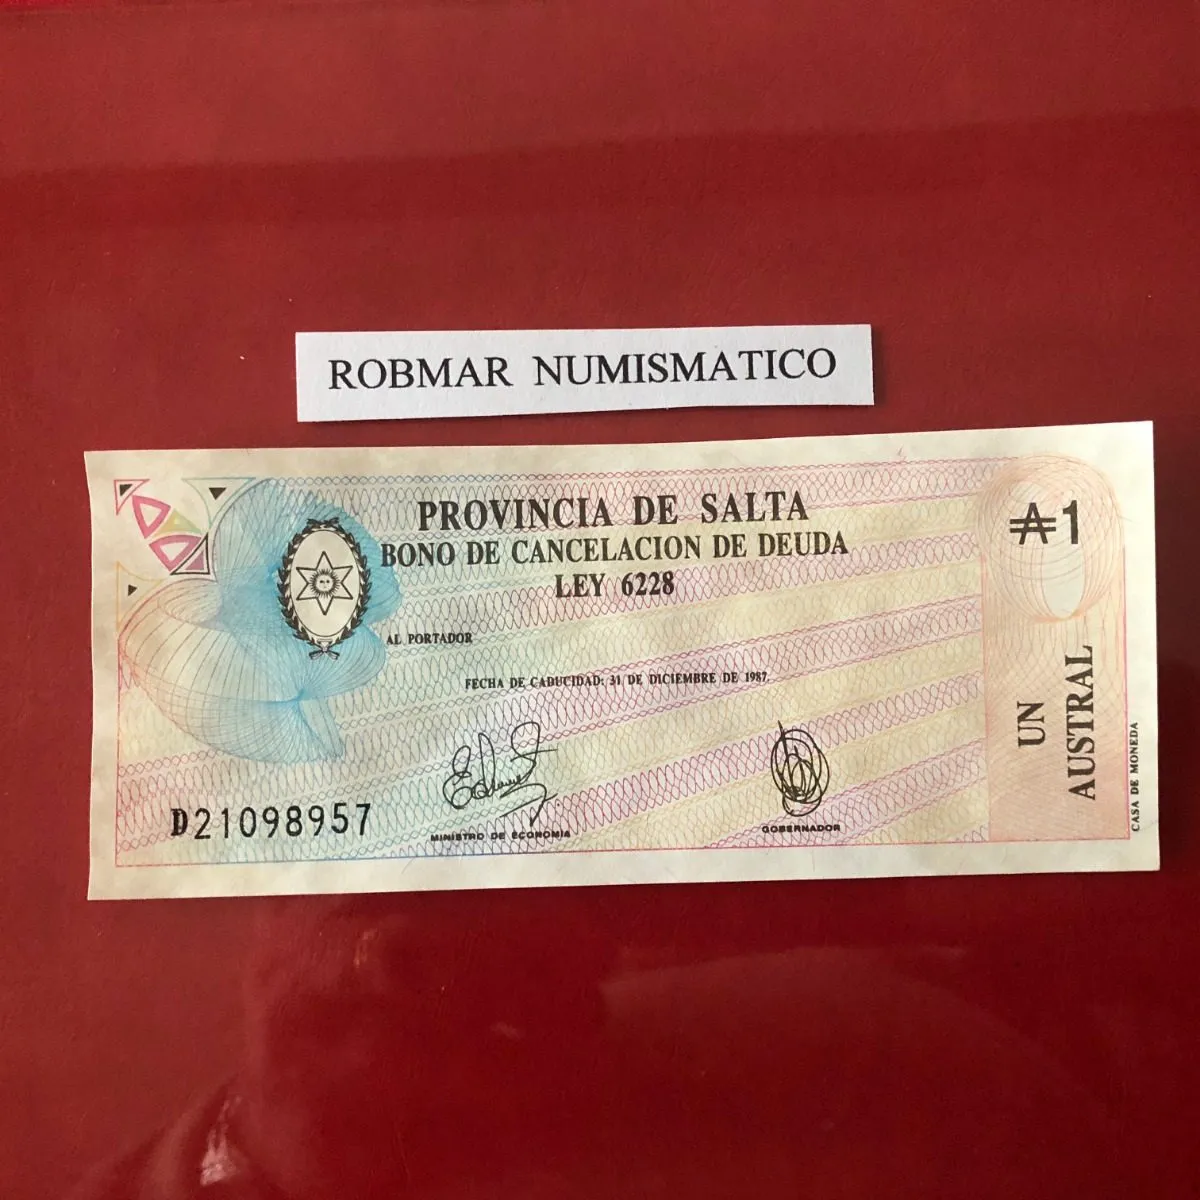 ROBMAR NUMISMATICO
PROVINCIA DE SALTA
BONO DE CANCELACION DE DEUDA
LEY 6228
₳1
AL PORTADOR
FECHA DE CADUCIDAD: 31 DE DICIEMBRE DE 1987.
UN
AUSTRAL
CASA DE MONEDA
D21098957
MINISTRO DE ECONOMIA
GOBERNADOR